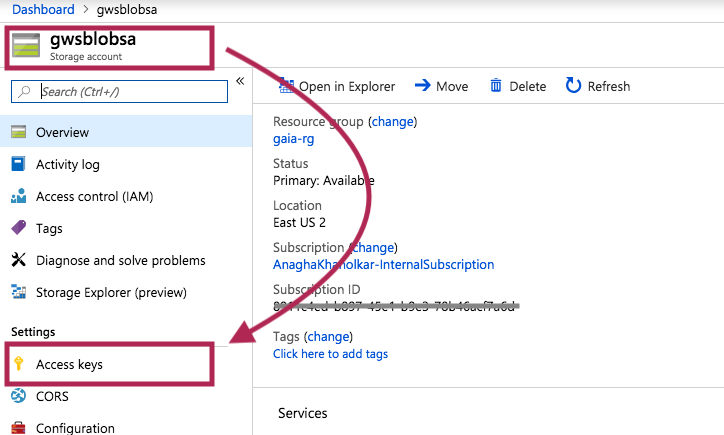 Dashboard > gwsblobsa
gwsblobsa
Storage account
«
Search (Ctrl+/)
Overview
Activity log
Access control (IAM)
Tags
Diagnose and solve problems
Storage Explorer (preview)
Settings
Access keys
CORS
Configuration
Open in Explorer
Move
Delete
Refresh
Resource group (change)
gaia-rg
Status
Primary: Available
Location
East US 2
Subscription (change)
AnaghaKhanolkar-InternalSubscription
Subscription ID
Tags (change)
Click here to add tags
Services